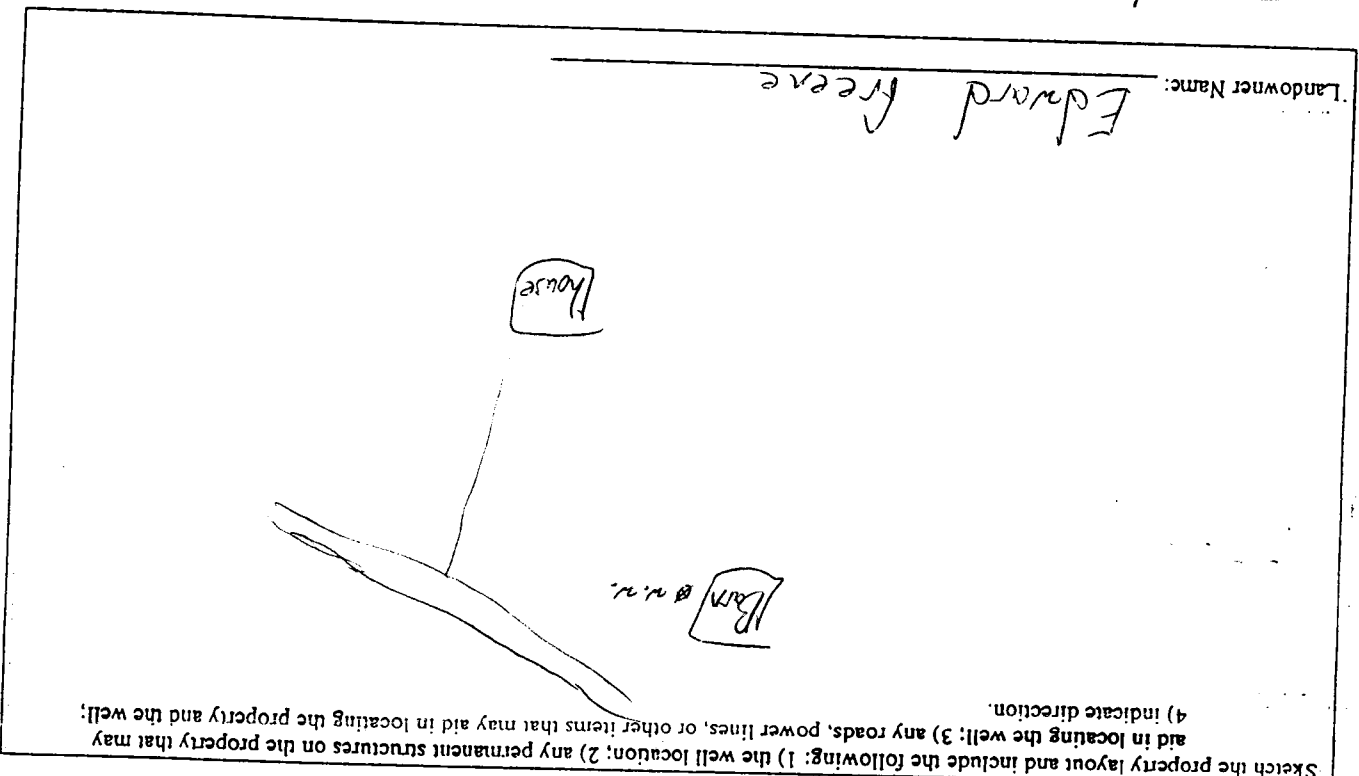 Sketch the property layout and include the following: 1) the well location; 2) any permanent structures on the property that may
aid in locating the well; 3) any roads, power lines, or other items that may aid in locating the property and the well;
4) indicate direction.
Barn w.w.
house
Landowner Name: Edward Greene